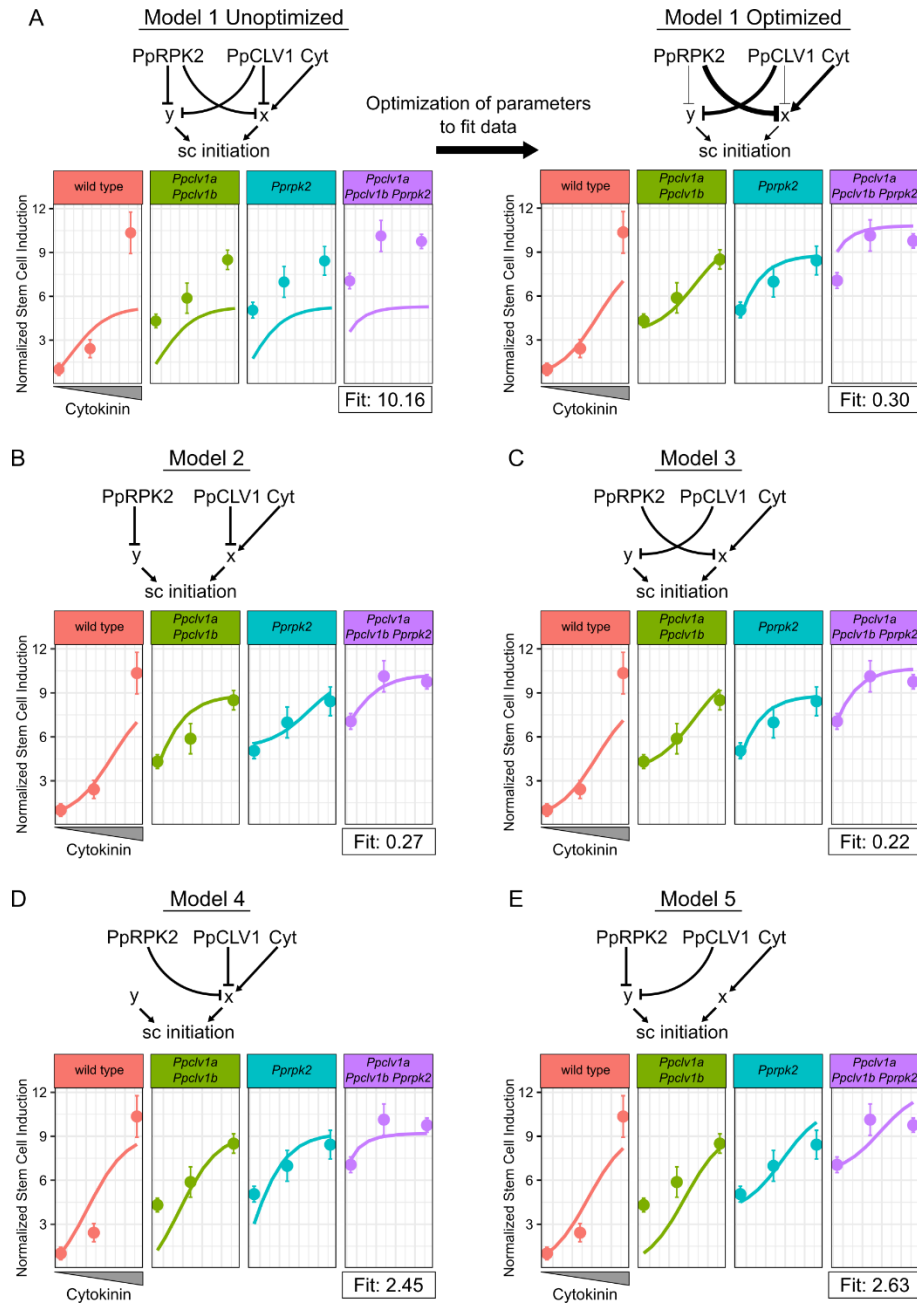 A
Model 1 Unoptimized
PpRPK2 PpCLV1 Cyt
y x
sc initiation
Optimization of parameters
to fit data
Model 1 Optimized
PpRPK2 PpCLV1 Cyt
y x
sc initiation
Normalized Stem Cell Induction
12
9
6
3
wild type
Ppclv1a
Ppclv1b
Pprpk2
Ppclv1a
Ppclv1b Pprpk2
Cytokinin
Fit: 10.16
Normalized Stem Cell Induction
12
9
6
3
wild type
Ppclv1a
Ppclv1b
Pprpk2
Ppclv1a
Ppclv1b Pprpk2
Cytokinin
Fit: 0.30
B
Model 2
PpRPK2 PpCLV1 Cyt
y x
sc initiation
Normalized Stem Cell Induction
12
9
6
3
wild type
Ppclv1a
Ppclv1b
Pprpk2
Ppclv1a
Ppclv1b Pprpk2
Cytokinin
Fit: 0.27
C
Model 3
PpRPK2 PpCLV1 Cyt
y x
sc initiation
Normalized Stem Cell Induction
12
9
6
3
wild type
Ppclv1a
Ppclv1b
Pprpk2
Ppclv1a
Ppclv1b Pprpk2
Cytokinin
Fit: 0.22
D
Model 4
PpRPK2 PpCLV1 Cyt
y x
sc initiation
Normalized Stem Cell Induction
12
9
6
3
wild type
Ppclv1a
Ppclv1b
Pprpk2
Ppclv1a
Ppclv1b Pprpk2
Cytokinin
Fit: 2.45
E
Model 5
PpRPK2 PpCLV1 Cyt
y x
sc initiation
Normalized Stem Cell Induction
12
9
6
3
wild type
Ppclv1a
Ppclv1b
Pprpk2
Ppclv1a
Ppclv1b Pprpk2
Cytokinin
Fit: 2.63